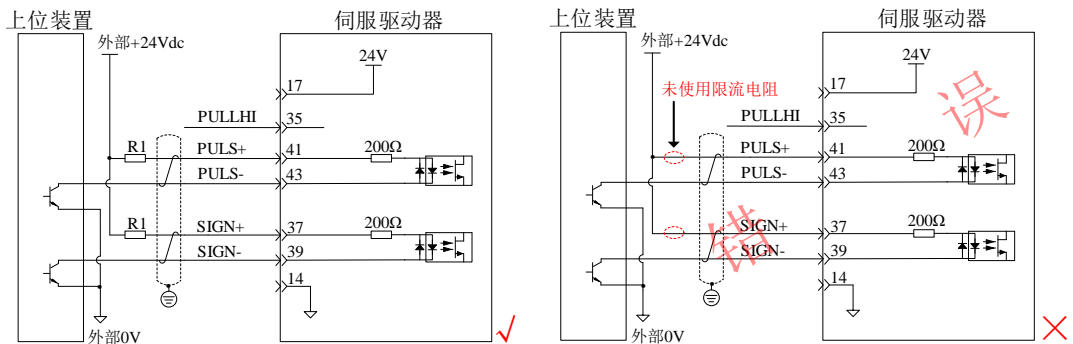 上位装置
伺服驱动器
外部+24Vdc
24V
17
PULLHI
35
R1
PULS+
41
200Ω
PULS-
43
R1
SIGN+
37
200Ω
SIGN-
39
14
外部0V
√
上位装置
伺服驱动器
外部+24Vdc
24V
17
未使用限流电阻
PULLHI
35
PULS+
41
200Ω
PULS-
43
SIGN+
37
200Ω
SIGN-
39
14
外部0V
错
误
×